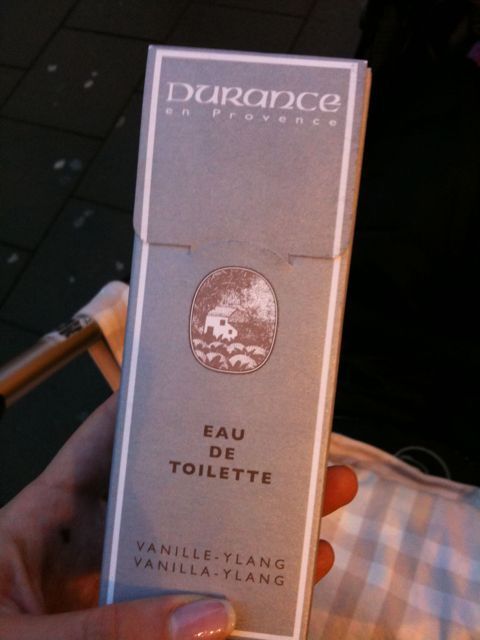 Durance
en Provence
EAU
DE
TOILETTE
VANILLE-YLANG
VANILLA-YLANG